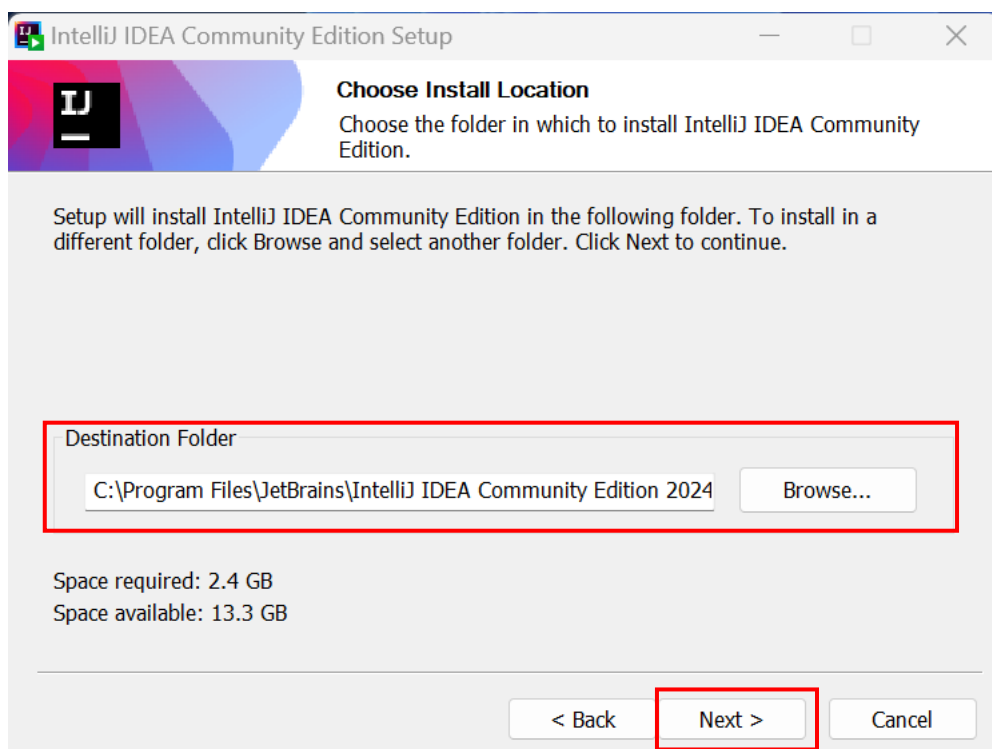 IntelliJ IDEA Community Edition Setup
IJ
Choose Install Location
Choose the folder in which to install IntelliJ IDEA Community
Edition.
Setup will install IntelliJ IDEA Community Edition in the following folder. To install in a
different folder, click Browse and select another folder. Click Next to continue.
Destination Folder
C:\Program Files\JetBrains\IntelliJ IDEA Community Edition 2024
Browse...
Space required: 2.4 GB
Space available: 13.3 GB
< Back
Next >
Cancel